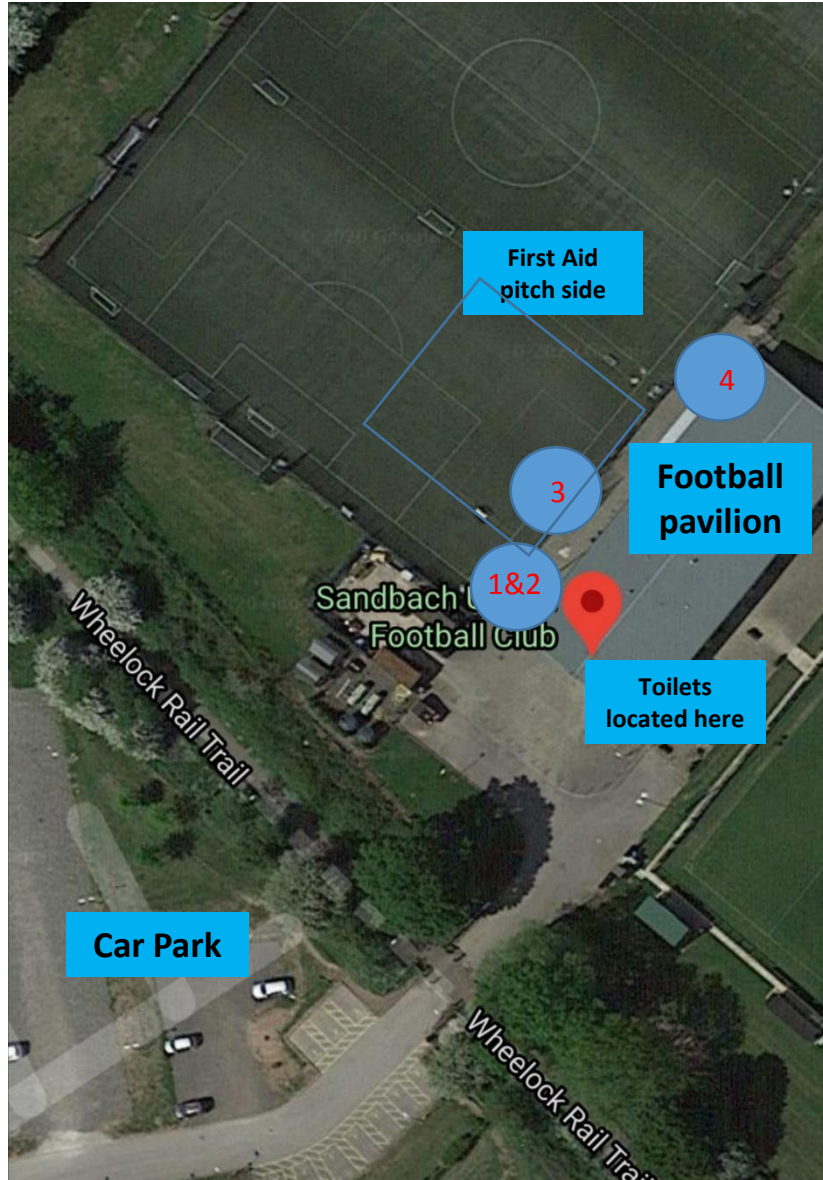 First Aid
pitch side
4
Football
pavilion
3
1&2
Sandbach U
Football Club
Toilets
located here
Wheelock Rail Trail
Car Park
Wheelock Rail Trail